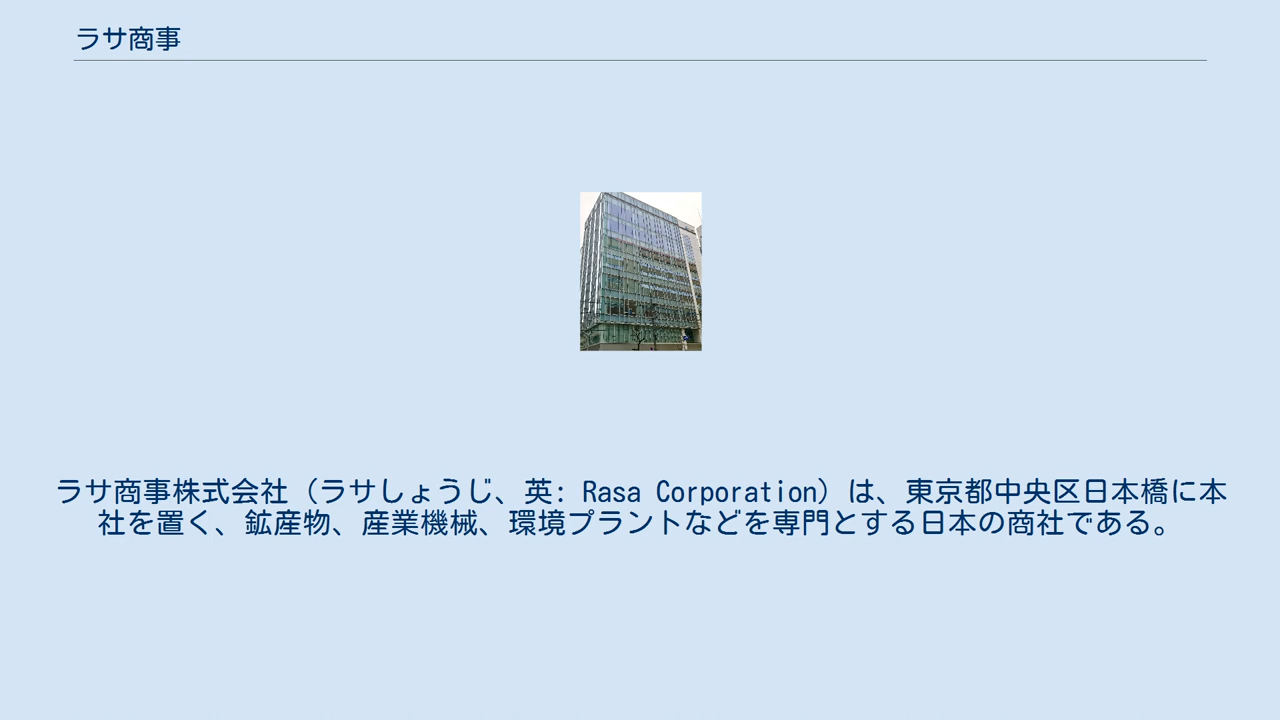 ラサ商事
ラサ商事株式会社（ラサしょうじ、英: Rasa Corporation）は、東京都中央区日本橋に本
社を置く、鉱産物、産業機械、環境プラントなどを専門とする日本の商社である。